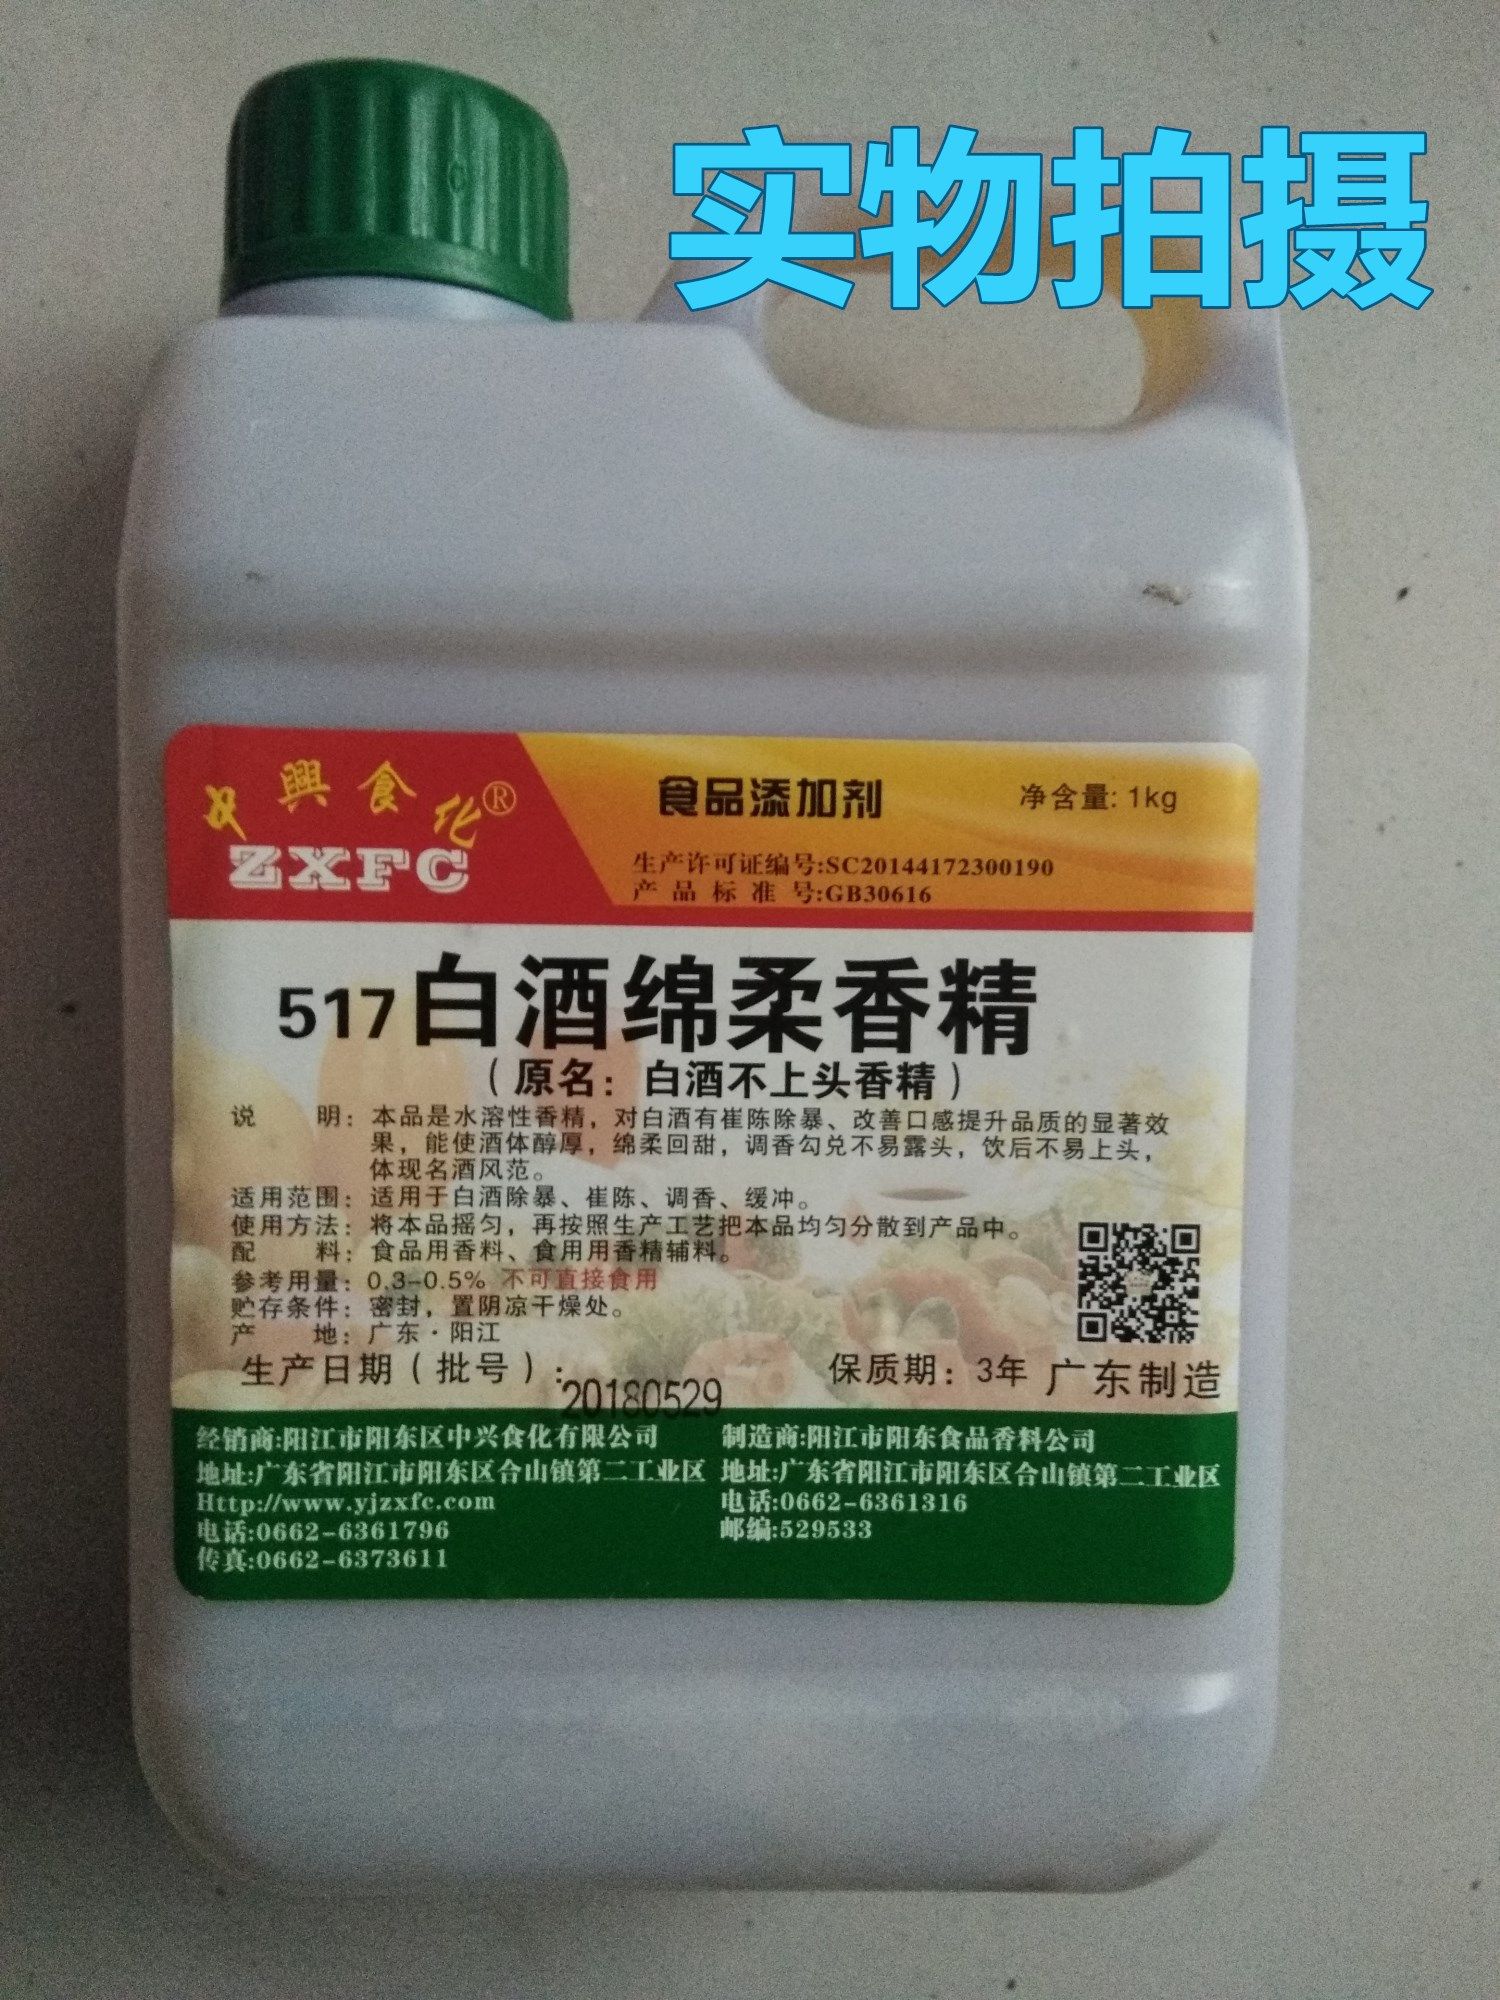 实物拍摄
中興食化®
ZXFC
食品添加剂
净含量: 1kg
生产许可证编号:SC20144172300190
产品标准号:GB30616
517白酒绵柔香精
（原名：白酒不上头香精）
说明：本品是水溶性香精，对白酒有崔陈除暴、改善口感提升品质的显著效
果，能使酒体醇厚，绵柔回甜，调香勾兑不易露头，饮后不易上头，
体现名酒风范。
适用范围：适用于白酒除暴、崔陈、调香、缓冲。
使用方法：将本品摇匀，再按照生产工艺把本品均匀分散到产品中。
配料：食品用香料、食用用香精辅料。
参考用量：0.3-0.5% 不可直接食用
贮存条件：密封，置阴凉干燥处。
产地：广东·阳江
生产日期（批号）：20180529
保质期：3年
广东制造
经销商:阳江市阳东区中兴食化有限公司
地址:广东省阳江市阳东区合山镇第二工业区
Http://www.yjzxfc.com
电话:0662-6361796
传真:0662-6373611
制造商:阳江市阳东食品香料公司
地址:广东省阳江市阳东区合山镇第二工业区
电话:0662-6361316
邮编:529533